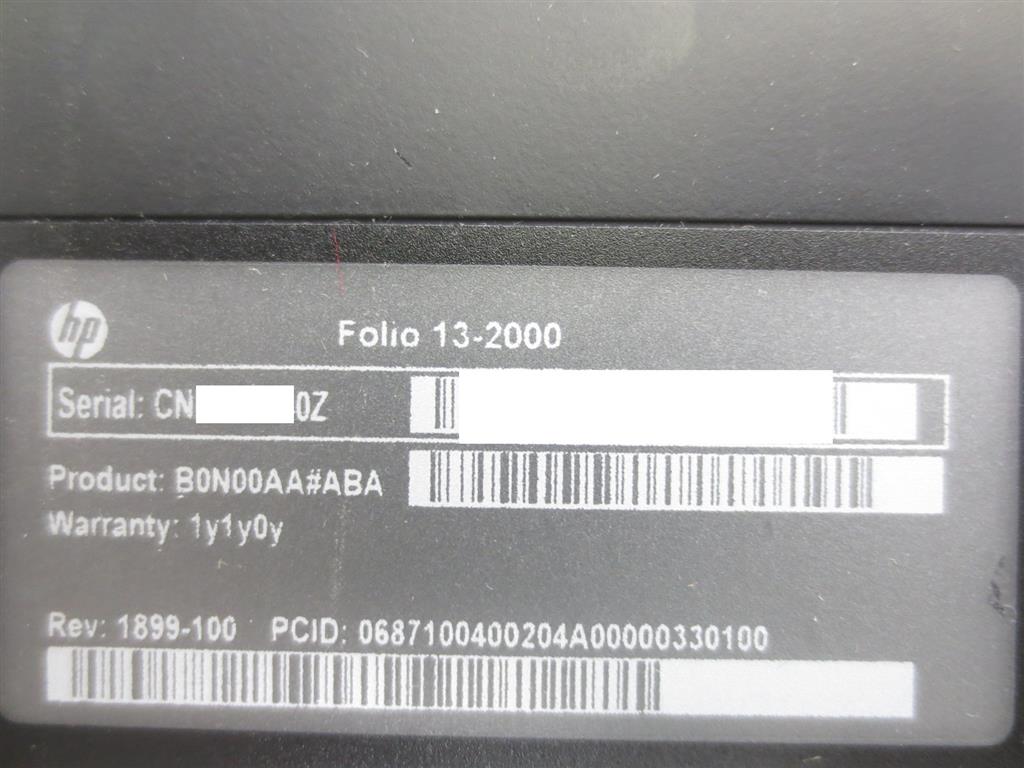 hp
Folio 13-2000
Serial: CN 0Z
Product: B0N00AA#ABA
Warranty: 1y1y0y
Rev: 1899-100 PCID: 0687100400204A00000330100